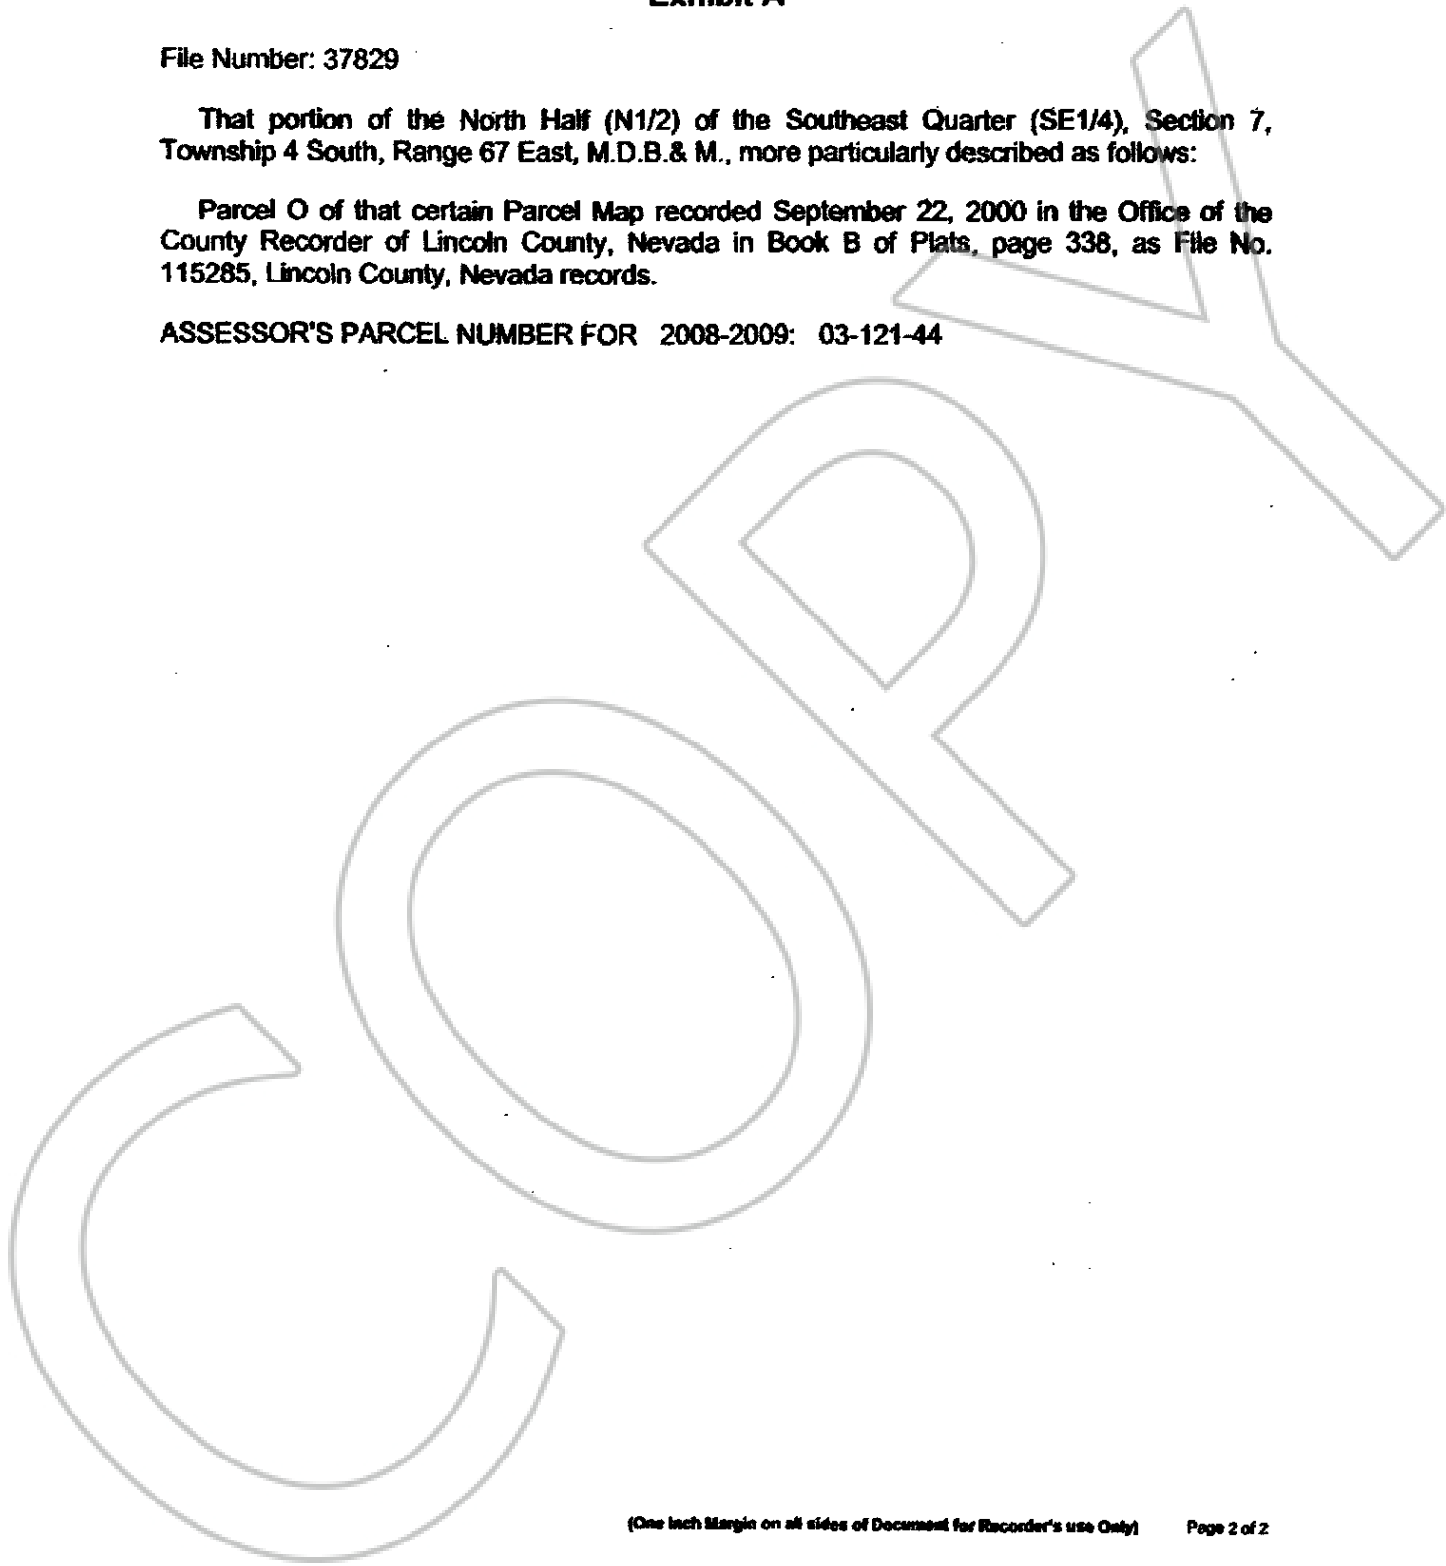 Exhibit A
File Number: 37829
That portion of the North Half (N1/2) of the Southeast Quarter (SE1/4), Section 7,
Township 4 South, Range 67 East, M.D.B.& M., more particularly described as follows:
Parcel O of that certain Parcel Map recorded September 22, 2000 in the Office of the
County Recorder of Lincoln County, Nevada in Book B of Plats, page 338, as File No.
115285, Lincoln County, Nevada records.
ASSESSOR'S PARCEL NUMBER FOR 2008-2009: 03-121-44
COPY
(One inch Margin on all sides of Document for Recorder's use Only) Page 2 of 2